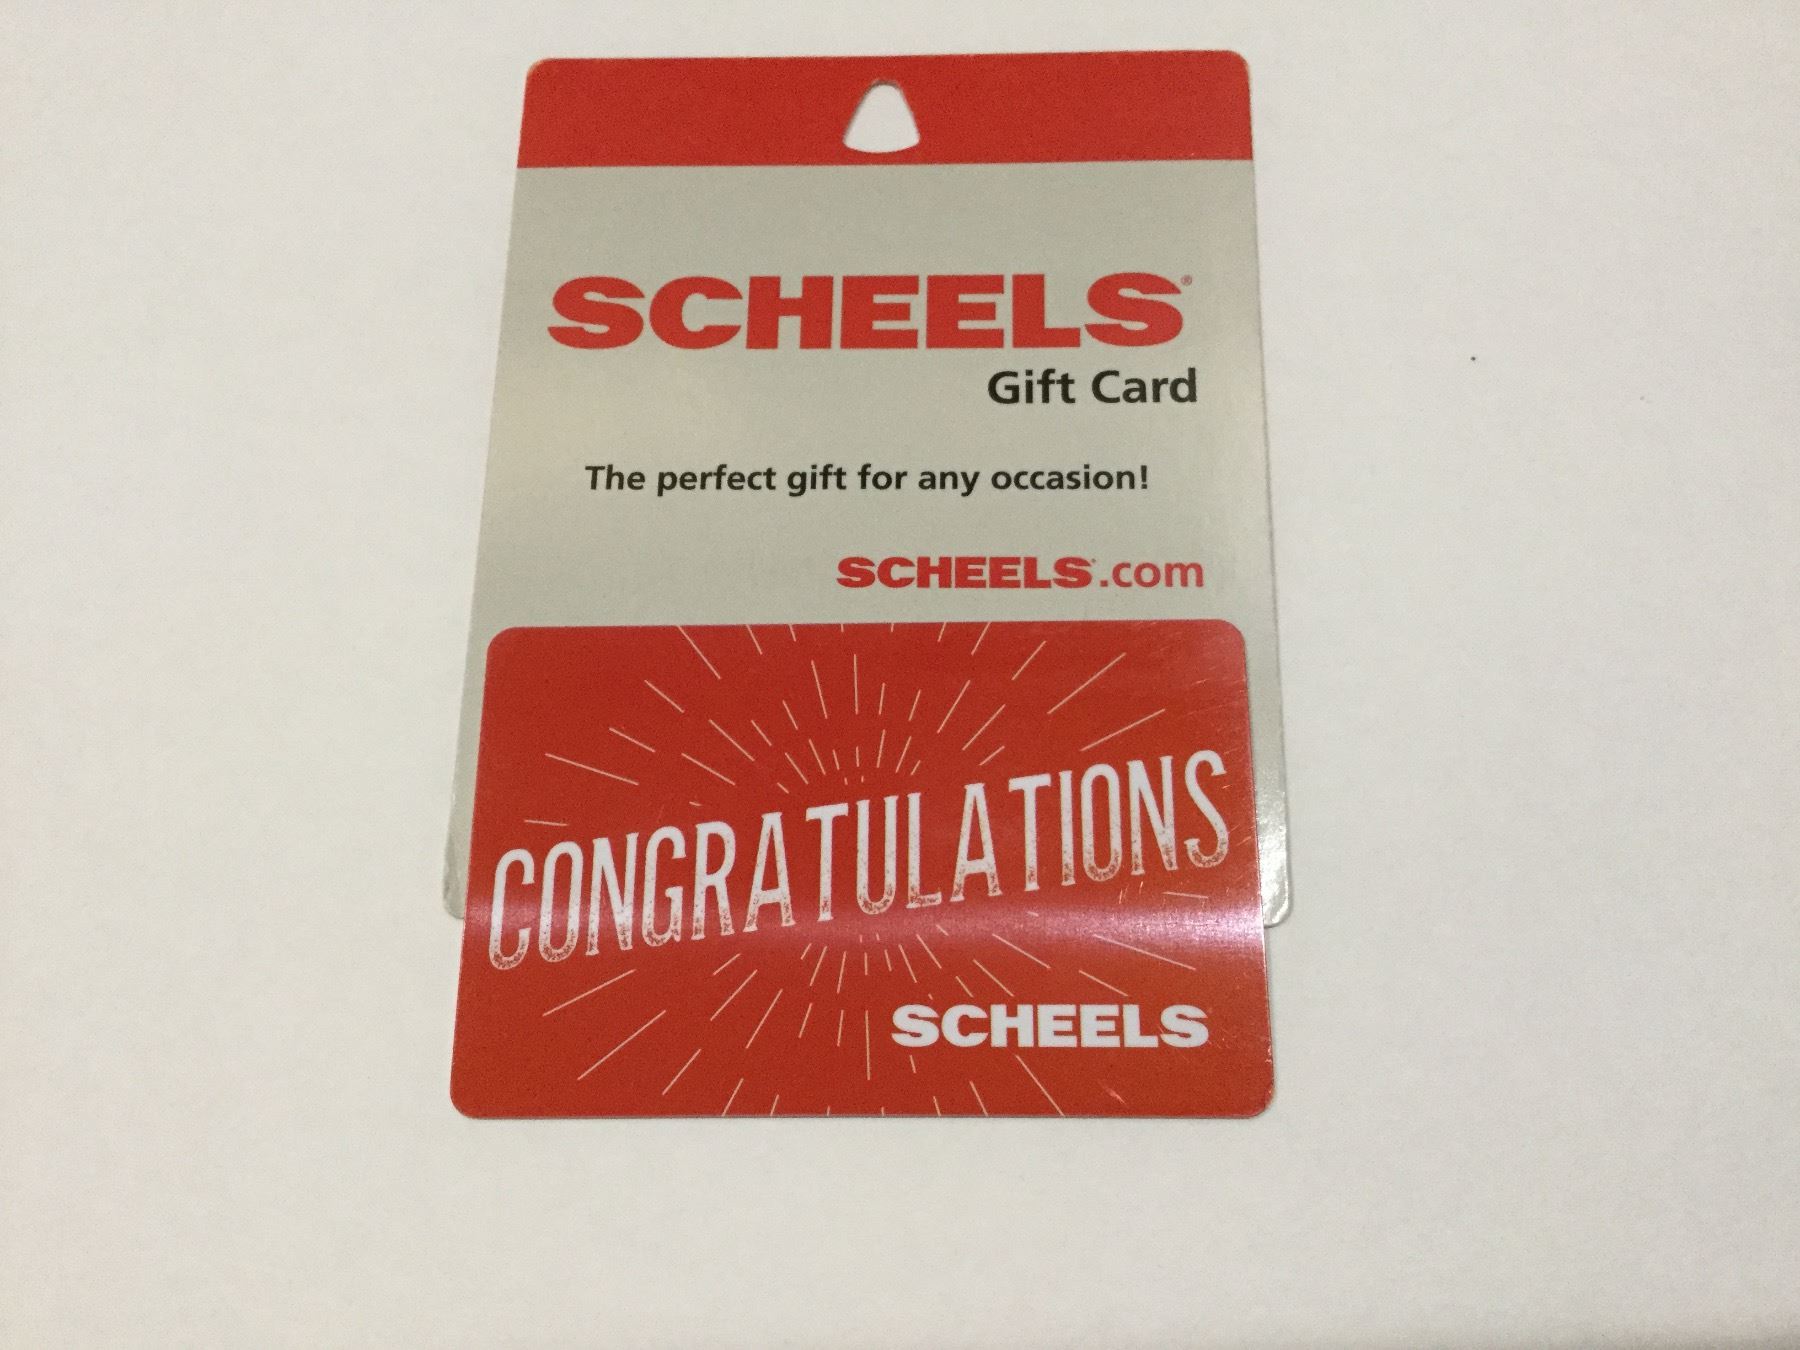 SCHEELS®
Gift Card
The perfect gift for any occasion!
SCHEELS.com
CONGRATULATIONS
SCHEELS